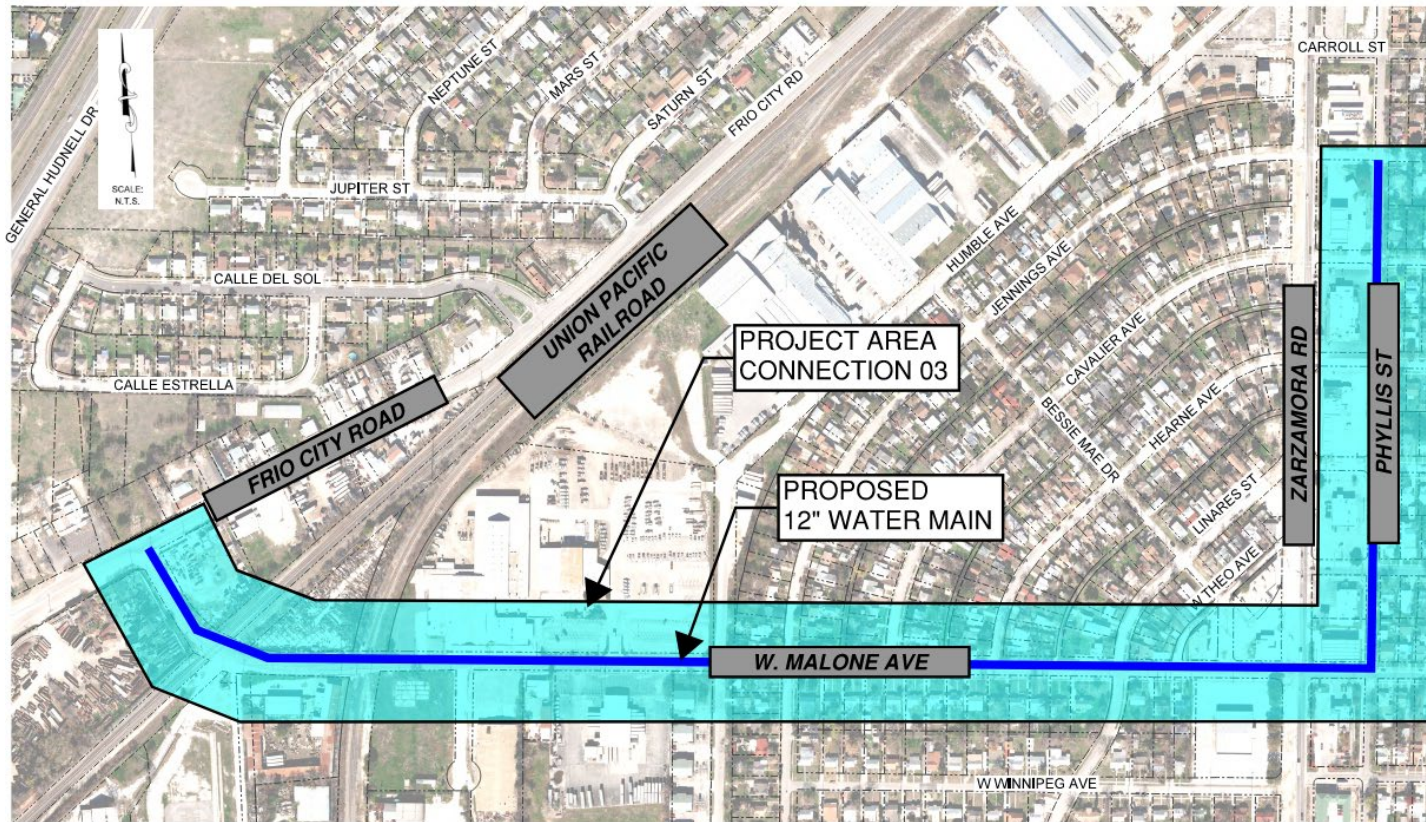 CARROLL ST
NEPTUNE ST
MARS ST
SATURN ST
FRIO CITY RD
GENERAL HUDNELL DR
SCALE:
N.T.S.
JUPITER ST
HUMBLE AVE
JENNINGS AVE
CALLE DEL SOL
UNION PACIFIC
RAILROAD
PROJECT AREA
CONNECTION 03
CAVALIER AVE
ZARZAMORA RD
PHYLLIS ST
CALLE ESTRELLA
FRIO CITY ROAD
BESSIE MAE DR
HEARNE AVE
LINARES ST
PROPOSED
12" WATER MAIN
W THEO AVE
W. MALONE AVE
W WINNIPEG AVE